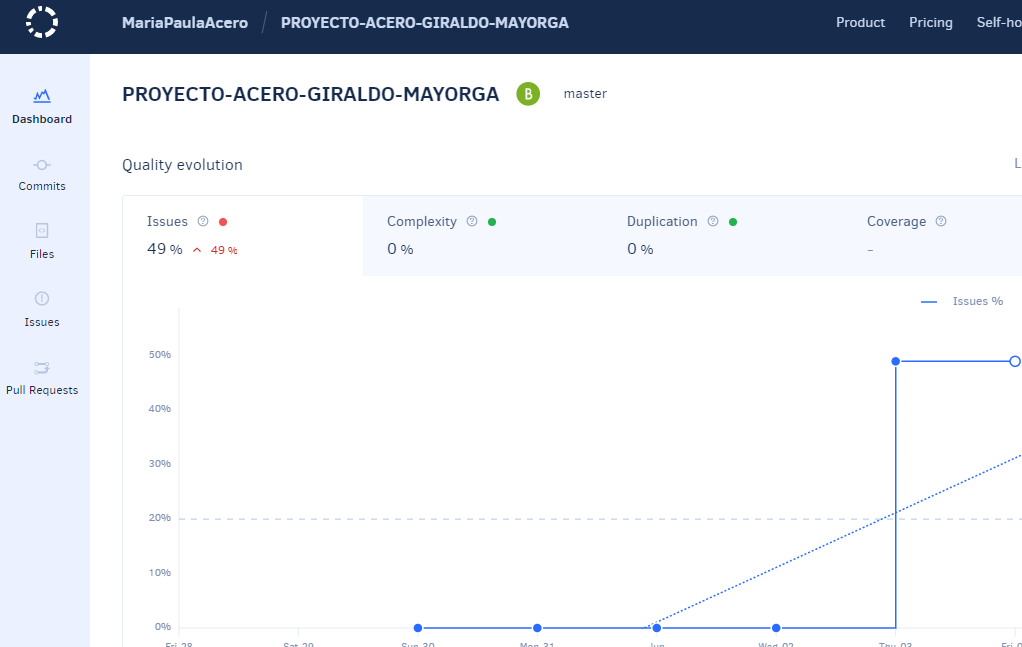 MariaPaulaAcero / PROYECTO-ACERO-GIRALDO-MAYORGA Product Pricing Self-ho
PROYECTO-ACERO-GIRALDO-MAYORGA B master
Dashboard
Commits
Files
Issues
Pull Requests
Quality evolution L
Issues Complexity Duplication Coverage
49 % 49 % 0 % 0 % -
Issues %
50%
40%
30%
20%
10%
0%
Fri 28 Sat 29 Sun 30 Mon 31 Jun Wed 02 Thu 03 Fri 0